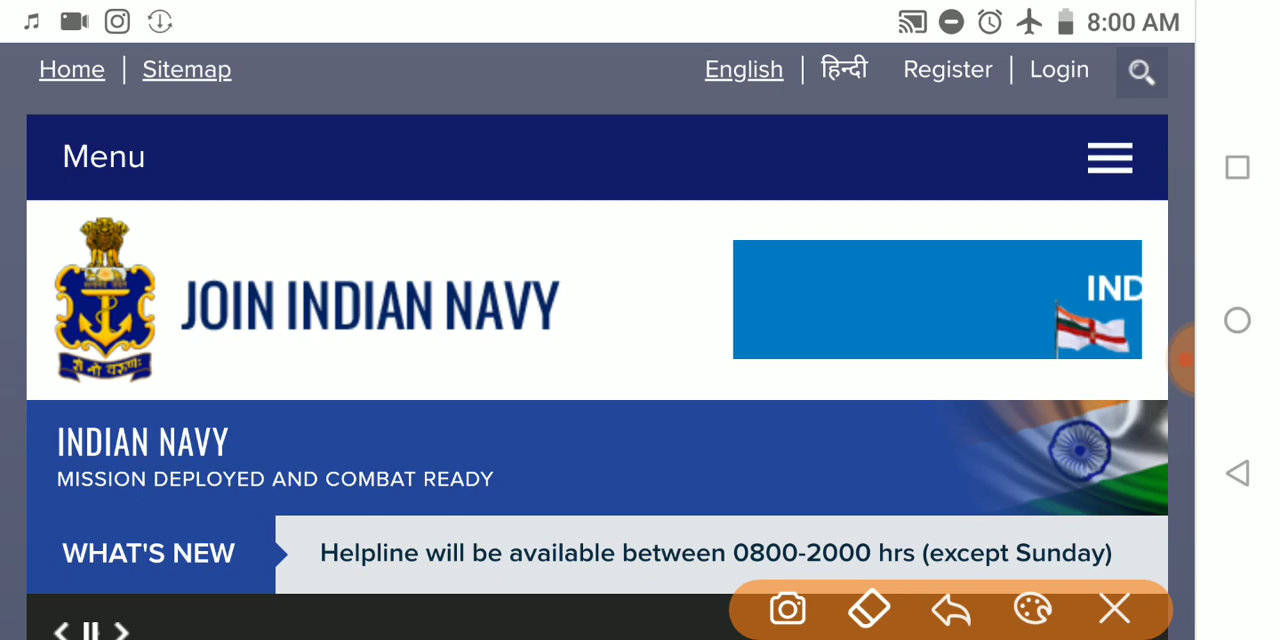 8:00 AM
Home | Sitemap English | हिन्दी Register | Login
Menu
JOIN INDIAN NAVY
IND
शं नो वरुणः
INDIAN NAVY
MISSION DEPLOYED AND COMBAT READY
WHAT'S NEW Helpline will be available between 0800-2000 hrs (except Sunday)